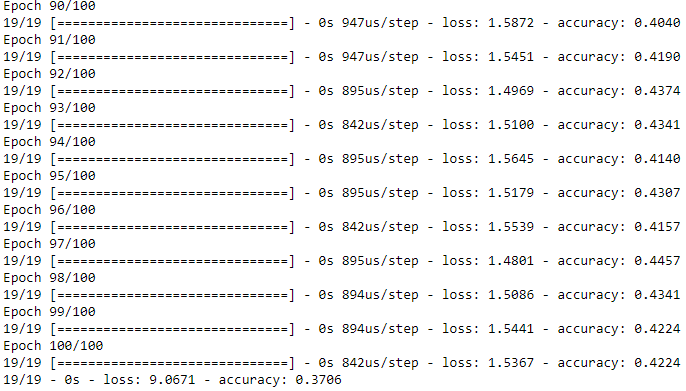 Epoch 90/100
19/19 [==============================] - 0s 947us/step - loss: 1.5872 - accuracy: 0.4040
Epoch 91/100
19/19 [==============================] - 0s 947us/step - loss: 1.5451 - accuracy: 0.4190
Epoch 92/100
19/19 [==============================] - 0s 895us/step - loss: 1.4969 - accuracy: 0.4374
Epoch 93/100
19/19 [==============================] - 0s 842us/step - loss: 1.5100 - accuracy: 0.4341
Epoch 94/100
19/19 [==============================] - 0s 895us/step - loss: 1.5645 - accuracy: 0.4140
Epoch 95/100
19/19 [==============================] - 0s 895us/step - loss: 1.5179 - accuracy: 0.4307
Epoch 96/100
19/19 [==============================] - 0s 842us/step - loss: 1.5539 - accuracy: 0.4157
Epoch 97/100
19/19 [==============================] - 0s 895us/step - loss: 1.4801 - accuracy: 0.4457
Epoch 98/100
19/19 [==============================] - 0s 894us/step - loss: 1.5086 - accuracy: 0.4341
Epoch 99/100
19/19 [==============================] - 0s 894us/step - loss: 1.5441 - accuracy: 0.4224
Epoch 100/100
19/19 [==============================] - 0s 842us/step - loss: 1.5367 - accuracy: 0.4224
19/19 - 0s - loss: 9.0671 - accuracy: 0.3706